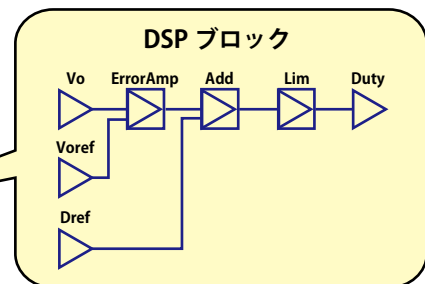 DSP ブロック
Vo ErrorAmp Add Lim Duty
Voref
Dref